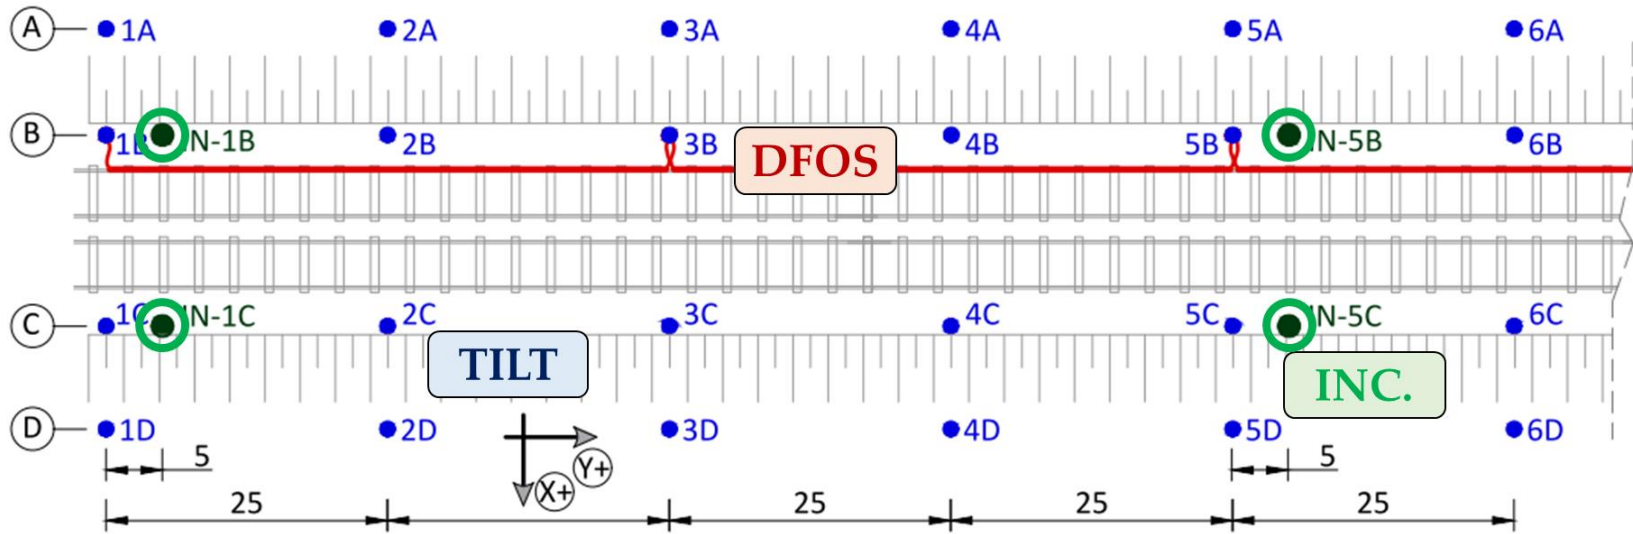 A 1A 2A 3A 4A 5A 6A
B 1B IN-1B 2B 3B DFOS 4B 5B IN-5B 6B
C 1C IN-1C 2C 3C 4C 5C IN-5C 6C
TILT INC.
D 1D 2D 3D 4D 5D 6D
5 Y+ 5
X+
25 25 25 25